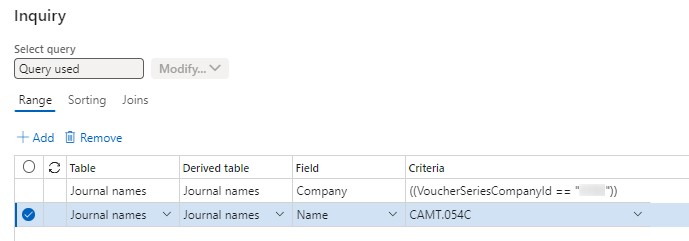 Inquiry
Select query
Query used
Modify...
Range Sorting Joins
Add Remove
Table Derived table Field Criteria
Journal names Journal names Company ((VoucherSeriesCompanyId == " "))
Journal names Journal names Name CAMT.054C